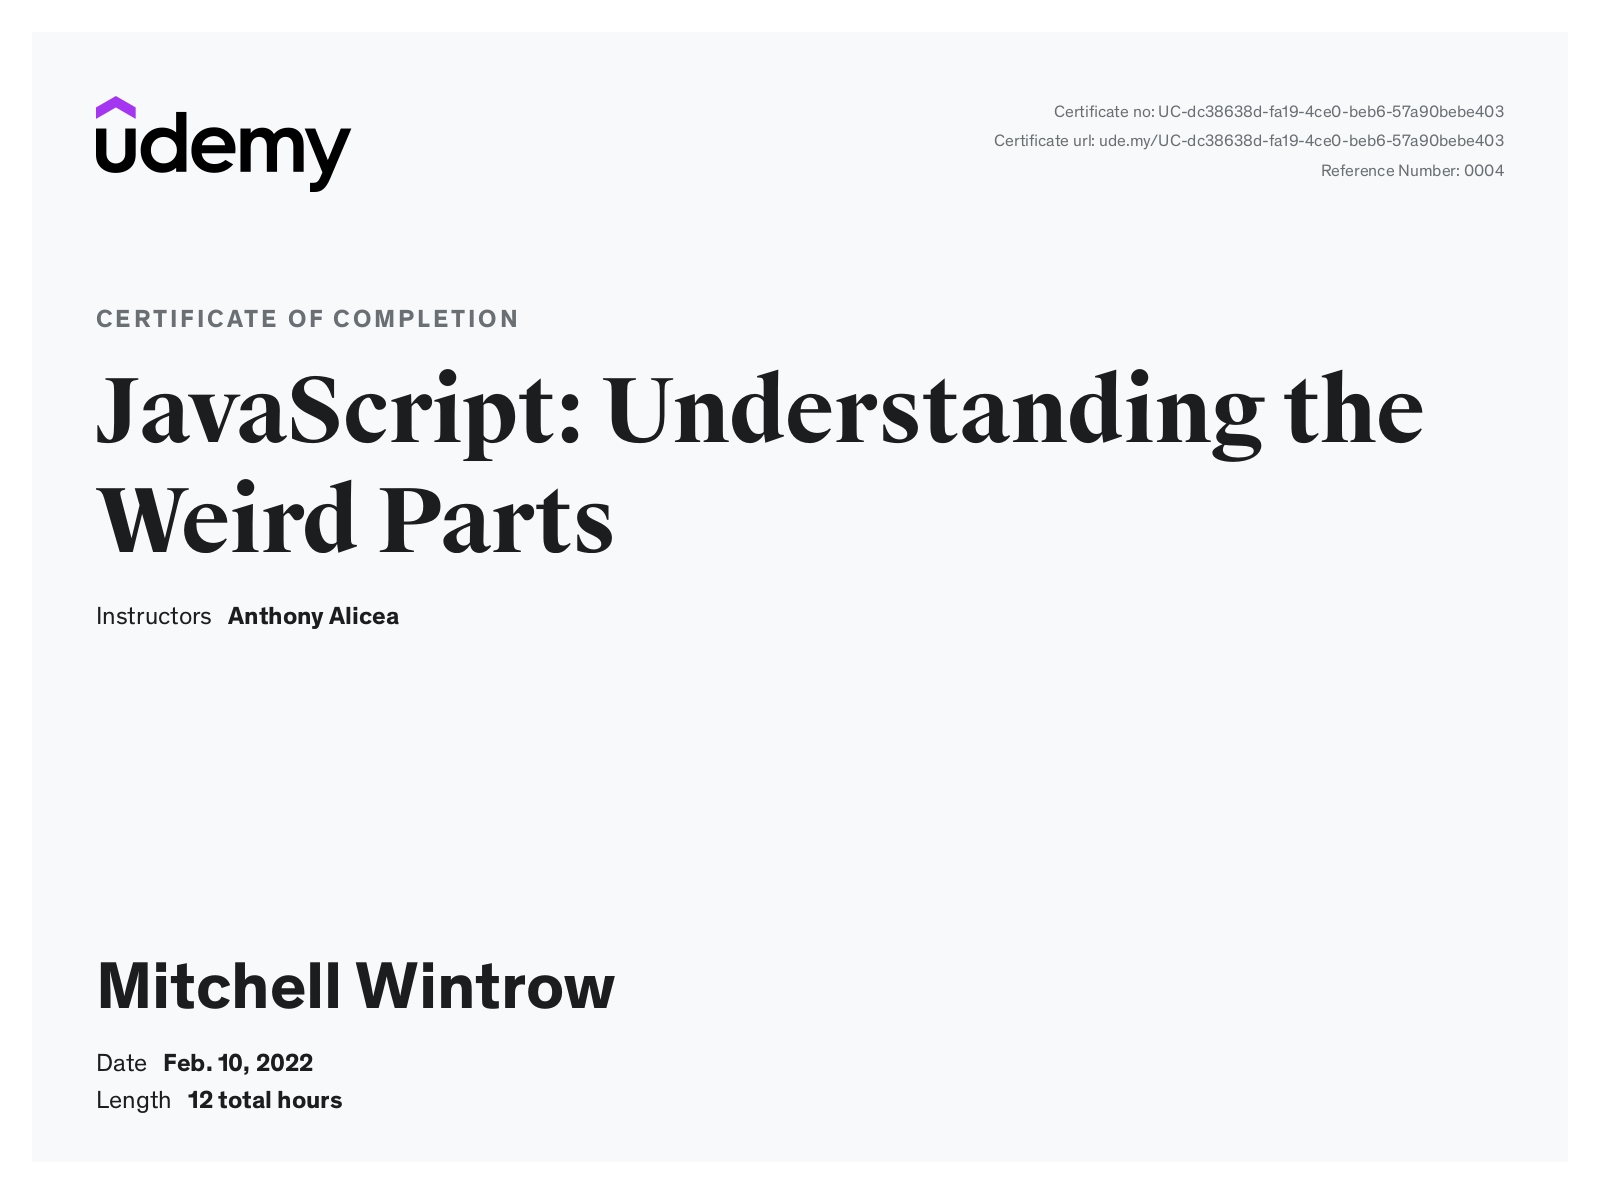 udemy
Certificate no: UC-dc38638d-fa19-4ce0-beb6-57a90bebe403
Certificate url: ude.my/UC-dc38638d-fa19-4ce0-beb6-57a90bebe403
Reference Number: 0004
CERTIFICATE OF COMPLETION
JavaScript: Understanding the
Weird Parts
Instructors Anthony Alicea
Mitchell Wintrow
Date Feb. 10, 2022
Length 12 total hours